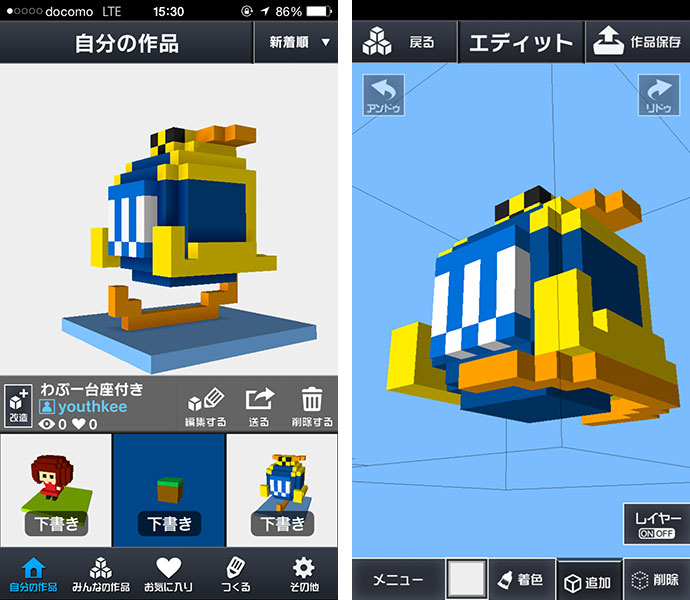 docomo LTE 15:30 86%
自分の作品
新着順 ▼
わぶー台座付き
youthkee
0 0
改造
編集する
送る
削除する
下書き
下書き
下書き
自分の作品
みんなの作品
お気に入り
つくる
その他
戻る
エディット
作品保存
アンドゥ
リドゥ
レイヤー
ON OFF
メニュー
着色
追加
削除